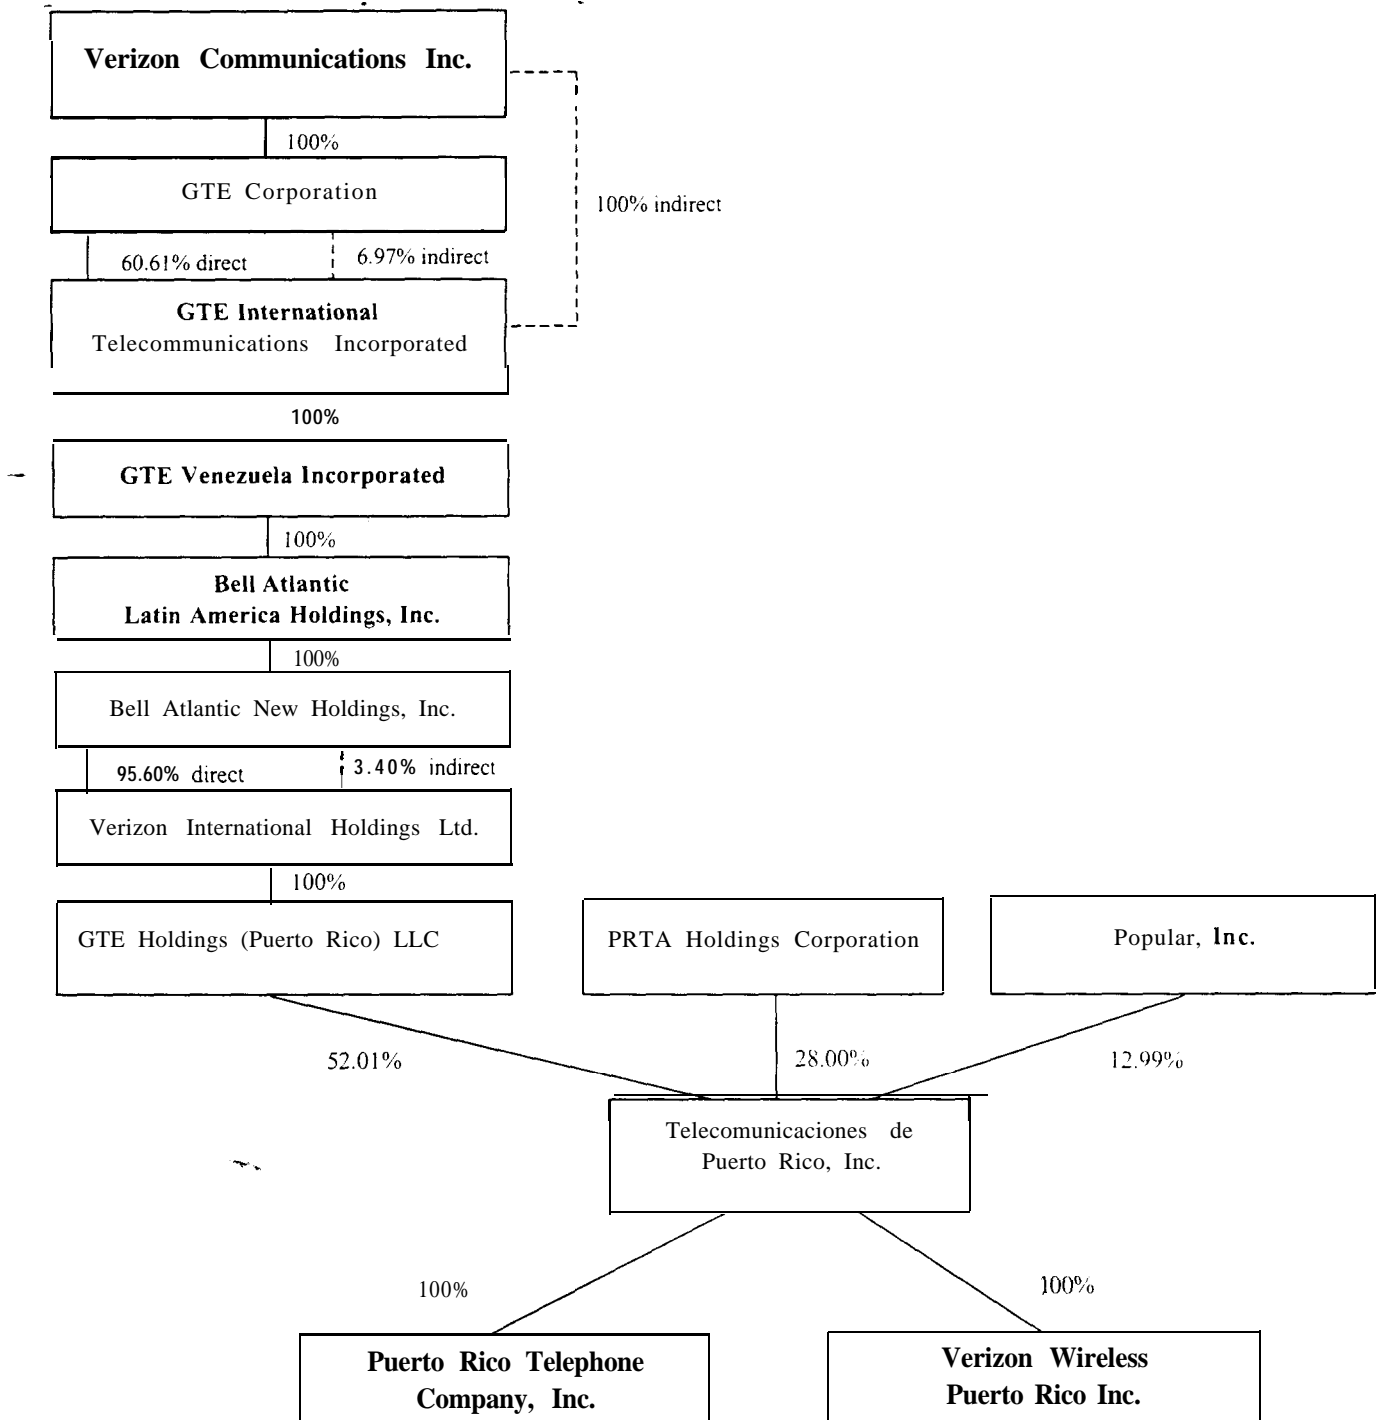 Verizon Communications Inc.
100%
GTE Corporation
100% indirect
60.61% direct
6.97% indirect
GTE International
Telecommunications Incorporated
100%
GTE Venezuela Incorporated
100%
Bell Atlantic
Latin America Holdings, Inc.
100%
Bell Atlantic New Holdings, Inc.
95.60% direct
3.40% indirect
Verizon International Holdings Ltd.
100%
GTE Holdings (Puerto Rico) LLC
PRTA Holdings Corporation
Popular, Inc.
52.01%
28.00%
12.99%
Telecomunicaciones de
Puerto Rico, Inc.
100%
100%
Puerto Rico Telephone
Company, Inc.
Verizon Wireless
Puerto Rico Inc.